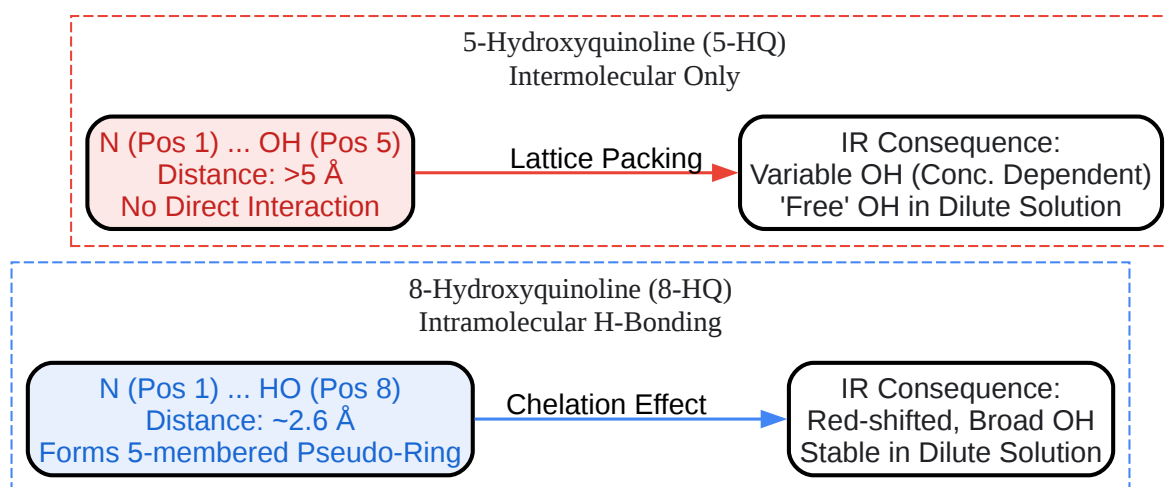 5-Hydroxyquinoline (5-HQ)
Intermolecular Only
N (Pos 1) ... OH (Pos 5)
Distance: >5 Å
No Direct Interaction
Lattice Packing
IR Consequence:
Variable OH (Conc. Dependent)
'Free' OH in Dilute Solution
8-Hydroxyquinoline (8-HQ)
Intramolecular H-Bonding
N (Pos 1) ... HO (Pos 8)
Distance: ~2.6 Å
Forms 5-membered Pseudo-Ring
Chelation Effect
IR Consequence:
Red-shifted, Broad OH
Stable in Dilute Solution